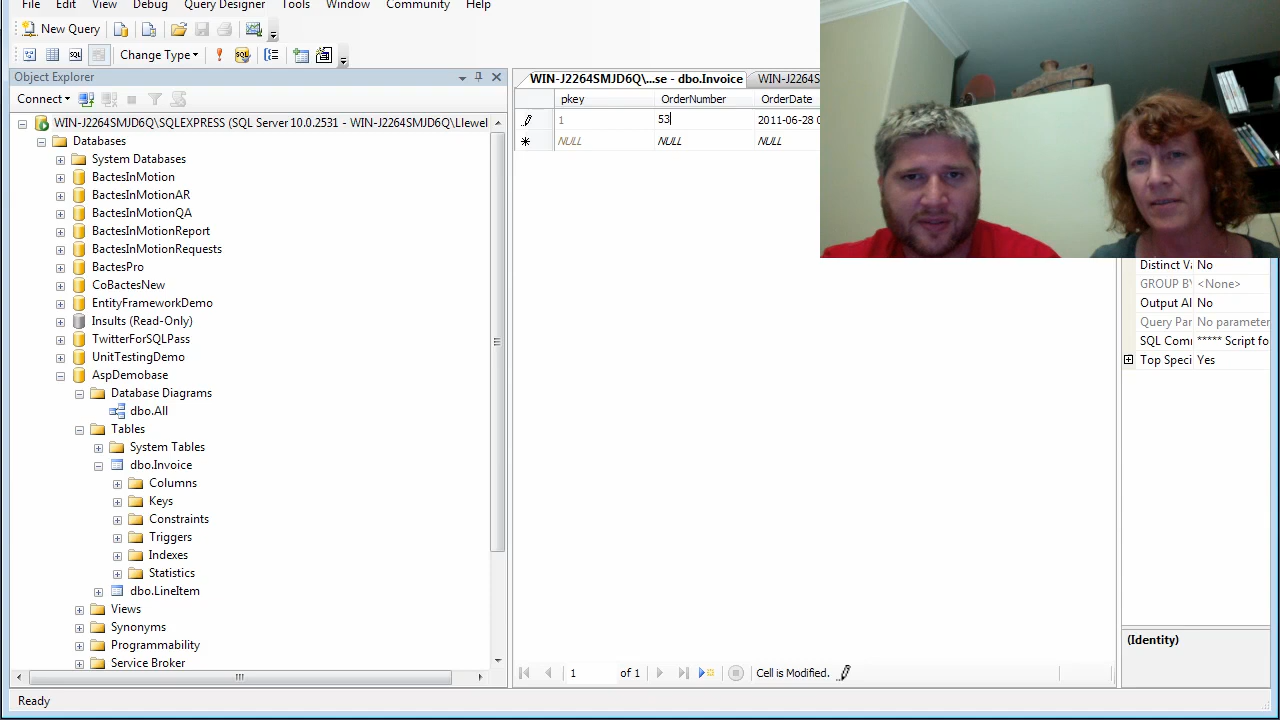 File Edit View Debug Query Designer Tools Window Community Help
New Query
Change Type
Object Explorer
Connect
WIN-J2264SMJD6Q\SQLEXPRESS (SQL Server 10.0.2531 - WIN-J2264SMJD6Q\Llewel
Databases
System Databases
BactesInMotion
BactesInMotionAR
BactesInMotionQA
BactesInMotionReport
BactesInMotionRequests
BactesPro
CoBactesNew
EntityFrameworkDemo
Insults (Read-Only)
TwitterForSQLPass
UnitTestingDemo
AspDemobase
Database Diagrams
dbo.All
Tables
System Tables
dbo.Invoice
Columns
Keys
Constraints
Triggers
Indexes
Statistics
dbo.LineItem
Views
Synonyms
Programmability
Service Broker
WIN-J2264SMJD6Q\...se - dbo.Invoice WIN-J2264S
pkey OrderNumber OrderDate
1 53 2011-06-28 0
NULL NULL NULL
Distinct Va No
GROUP BY <None>
Output Al No
Query Par No parameter
SQL Comr ***** Script fo
Top Speci Yes
(Identity)
1 of 1 Cell is Modified.
Ready